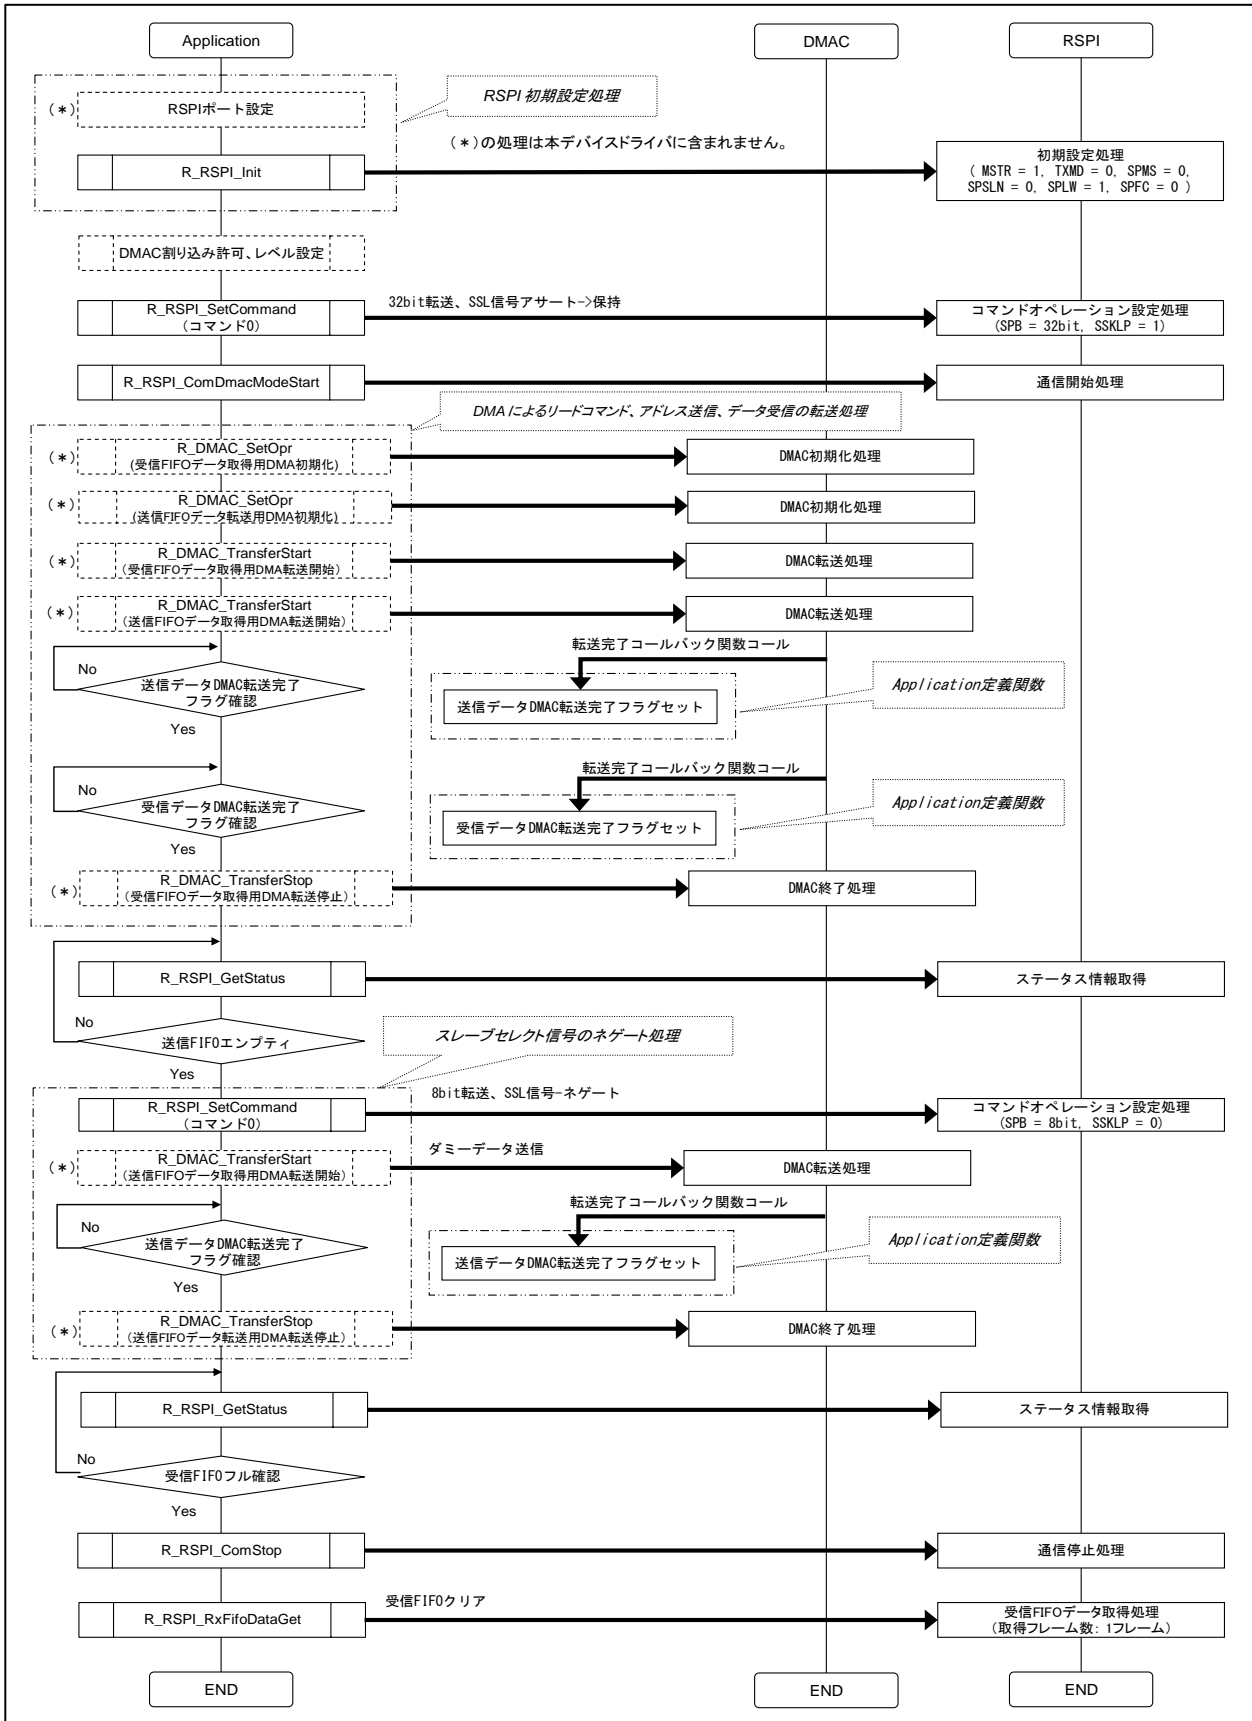 Application
DMAC
RSPI
RSPI 初期設定処理
(*)
RSPIポート設定
(*)の処理は本デバイスドライバに含まれません。
R_RSPI_Init
初期設定処理
( MSTR = 1, TXMD = 0, SPMS = 0,
SPSLN = 0, SPLW = 1, SPFC = 0 )
DMAC割り込み許可、レベル設定
R_RSPI_SetCommand
(コマンド0)
32bit転送、SSL信号アサート->保持
コマンドオペレーション設定処理
(SPB = 32bit, SSKLP = 1)
R_RSPI_ComDmacModeStart
通信開始処理
DMAによるリードコマンド、アドレス送信、データ受信の転送処理
(*)
R_DMAC_SetOpr
(受信FIFOデータ取得用DMA初期化)
DMAC初期化処理
(*)
R_DMAC_SetOpr
(送信FIFOデータ転送用DMA初期化)
DMAC初期化処理
(*)
R_DMAC_TransferStart
(受信FIFOデータ取得用DMA転送開始)
DMAC転送処理
(*)
R_DMAC_TransferStart
(送信FIFOデータ取得用DMA転送開始)
DMAC転送処理
転送完了コールバック関数コール
No
送信データDMAC転送完了
フラグ確認
Yes
送信データDMAC転送完了フラグセット
Application定義関数
転送完了コールバック関数コール
No
受信データDMAC転送完了
フラグ確認
Yes
受信データDMAC転送完了フラグセット
Application定義関数
(*)
R_DMAC_TransferStop
(受信FIFOデータ取得用DMA転送停止)
DMAC終了処理
R_RSPI_GetStatus
ステータス情報取得
No
送信FIFOエンプティ
Yes
スレーブセレクト信号のネゲート処理
R_RSPI_SetCommand
(コマンド0)
8bit転送、SSL信号-ネゲート
コマンドオペレーション設定処理
(SPB = 8bit, SSKLP = 0)
ダミーデータ送信
(*)
R_DMAC_TransferStart
(送信FIFOデータ取得用DMA転送開始)
DMAC転送処理
転送完了コールバック関数コール
No
送信データDMAC転送完了
フラグ確認
Yes
送信データDMAC転送完了フラグセット
Application定義関数
(*)
R_DMAC_TransferStop
(送信FIFOデータ転送用DMA転送停止)
DMAC終了処理
R_RSPI_GetStatus
ステータス情報取得
No
受信FIFOフル確認
Yes
R_RSPI_ComStop
通信停止処理
受信FIFOクリア
R_RSPI_RxFifoDataGet
受信FIFOデータ取得処理
(取得フレーム数: 1フレーム)
END
END
END